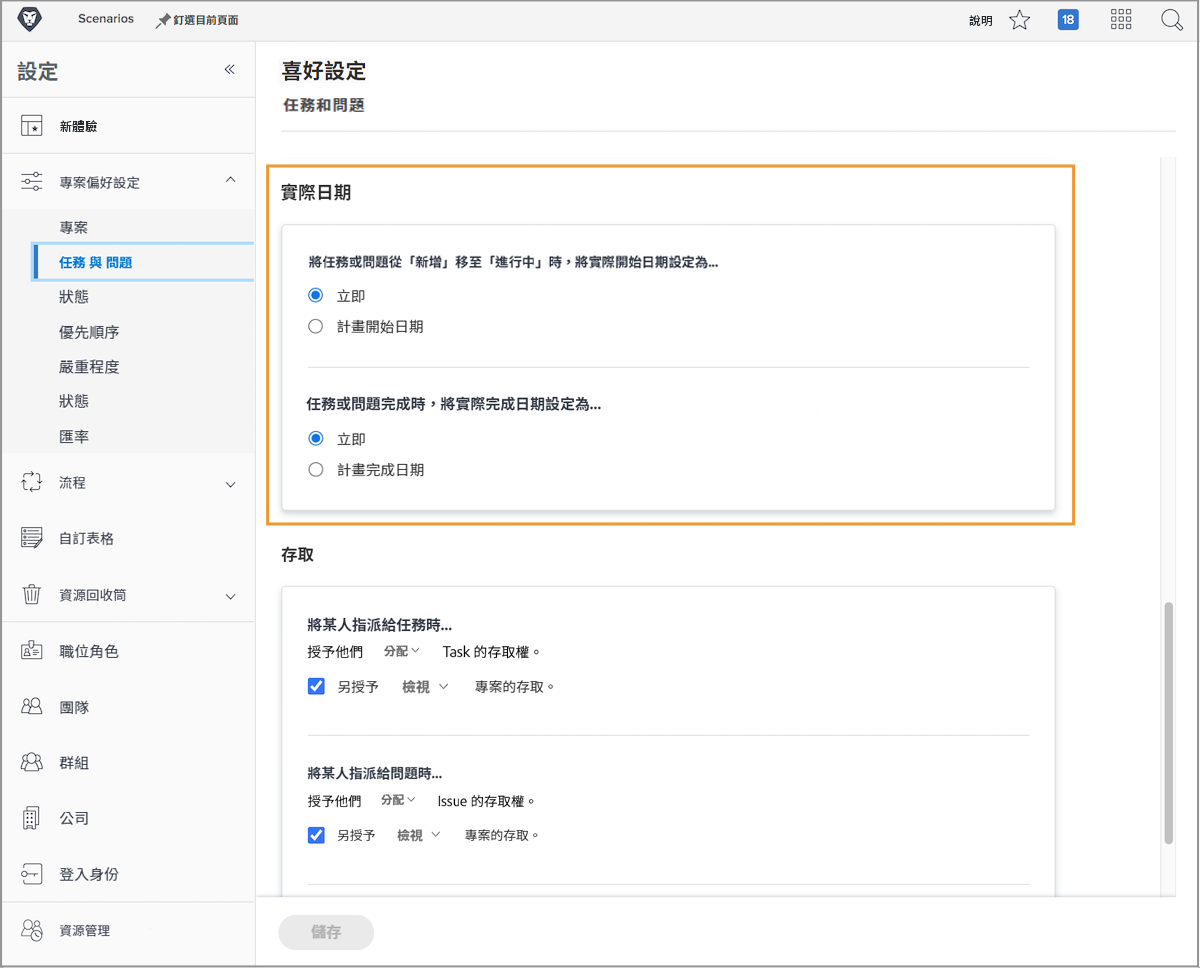 Scenarios
釘選目前頁面
說明
18
設定
新體驗
專案偏好設定
專案
任務 與 問題
狀態
優先順序
嚴重程度
狀態
匯率
流程
自訂表格
資源回收筒
職位角色
團隊
群組
公司
登入身份
資源管理
喜好設定
任務和問題
實際日期
將任務或問題從「新增」移至「進行中」時，將實際開始日期設定為...
立即
計畫開始日期
任務或問題完成時，將實際完成日期設定為...
立即
計畫完成日期
存取
將某人指派給任務時...
授予他們 分配 Task 的存取權。
另授予 檢視 專案的存取。
將某人指派給問題時...
授予他們 分配 Issue 的存取權。
另授予 檢視 專案的存取。
儲存